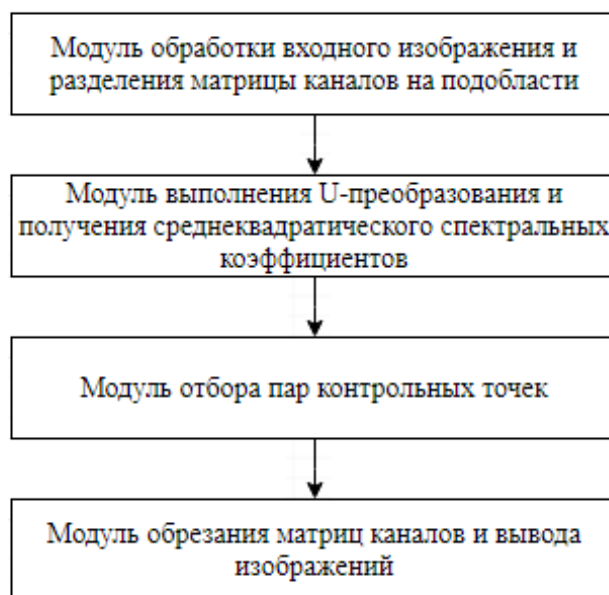 Модуль обработки входного изображения и
разделения матрицы каналов на подобласти
Модуль выполнения U-преобразования и
получения среднеквадратического спектральных
коэффициентов
Модуль отбора пар контрольных точек
Модуль обрезания матриц каналов и вывода
изображений